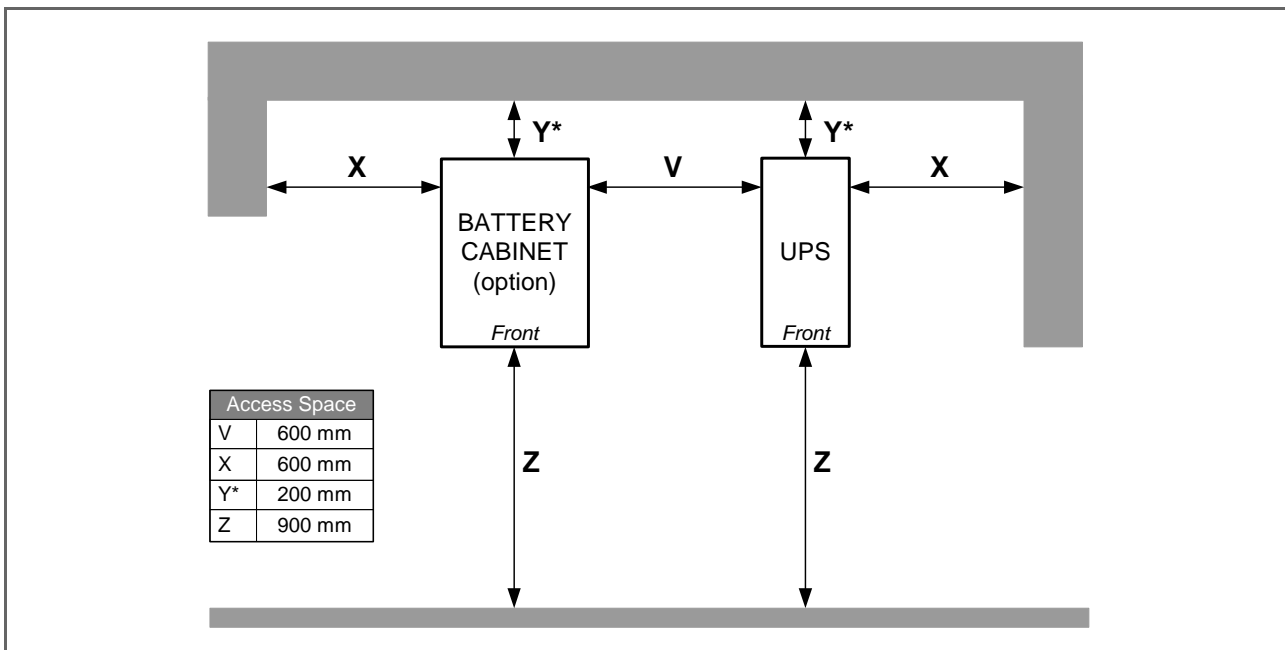 Y*
Y*
X
V
X
BATTERY
CABINET
(option)
Front
UPS
Front
Z
Z
Access Space
V 600 mm
X 600 mm
Y* 200 mm
Z 900 mm